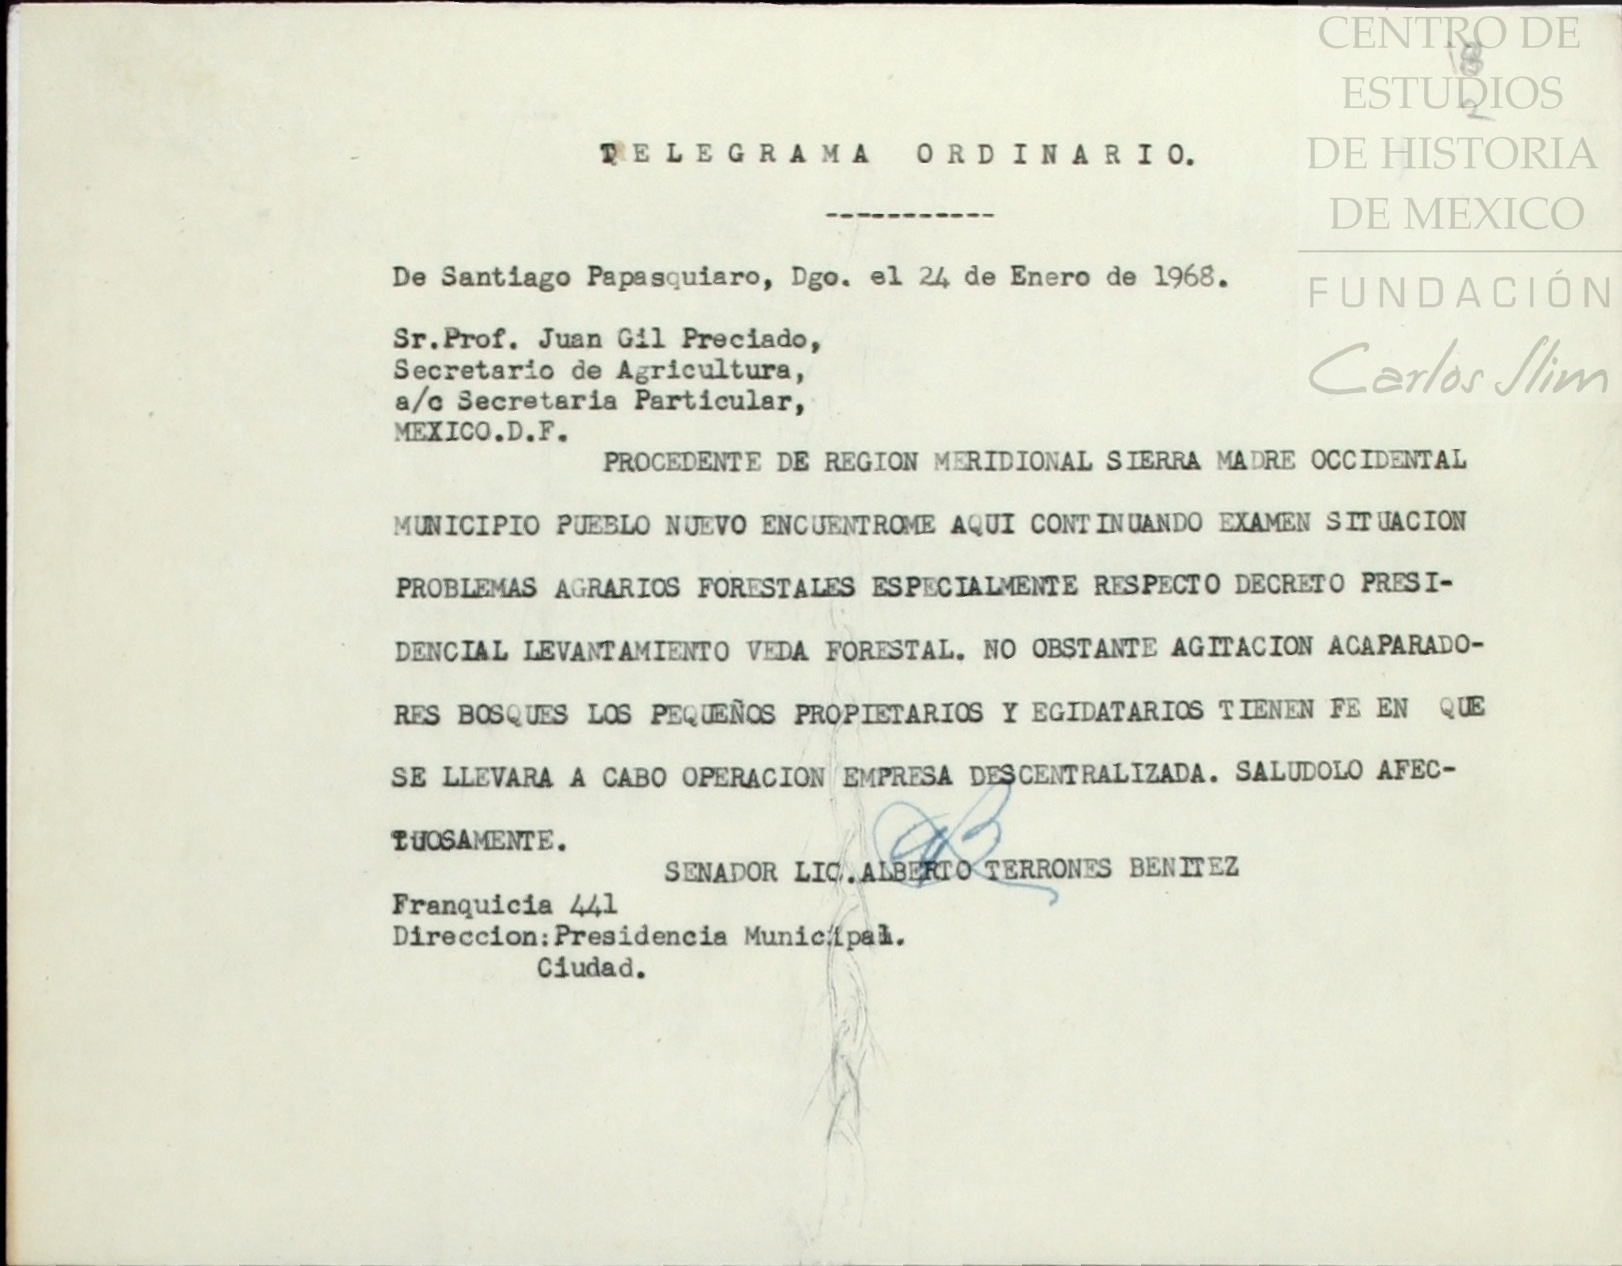 CENTRO DE
ESTUDIOS
DE HISTORIA
DE MEXICO
FUNDACIÓN
Carlos Slim
TELEGRAMA ORDINARIO.
-----------
De Santiago Papasquiaro, Dgo. el 24 de Enero de 1968.
Sr.Prof. Juan Gil Preciado,
Secretario de Agricultura,
a/c Secretaria Particular,
MEXICO.D.F.
PROCEDENTE DE REGION MERIDIONAL SIERRA MADRE OCCIDENTAL
MUNICIPIO PUEBLO NUEVO ENCUENTROME AQUI CONTINUANDO EXAMEN SITUACION
PROBLEMAS AGRARIOS FORESTALES ESPECIALMENTE RESPECTO DECRETO PRESI-
DENCIAL LEVANTAMIENTO VEDA FORESTAL. NO OBSTANTE AGITACION ACAPARADO-
RES BOSQUES LOS PEQUEÑOS PROPIETARIOS Y EGIDATARIOS TIENEN FE EN QUE
SE LLEVARA A CABO OPERACION EMPRESA DESCENTRALIZADA. SALUDOLO AFEC-
TUOSAMENTE.
SENADOR LIC.ALBERTO TERRONES BENITEZ
Franquicia 441
Direccion:Presidencia Municipal.
Ciudad.